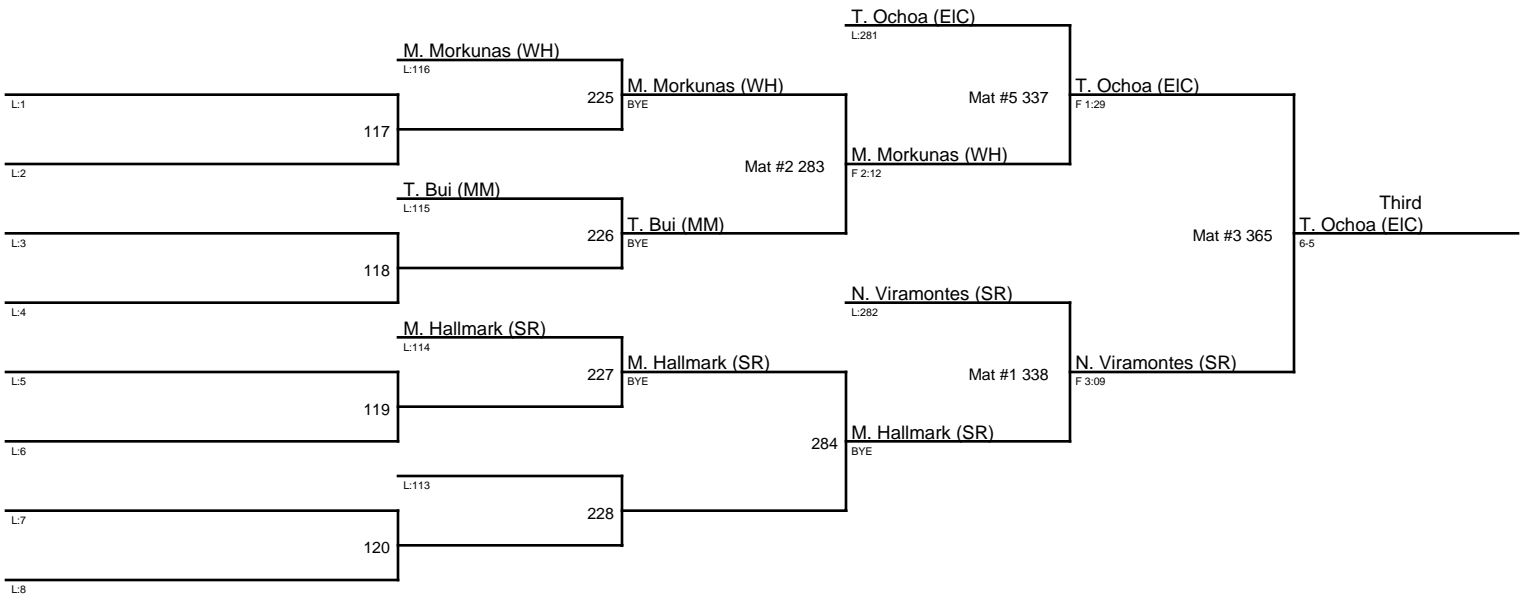 T. Ochoa (EIC)
L:281
M. Morkunas (WH)
L:116
225
M. Morkunas (WH)
BYE
Mat #5 337
T. Ochoa (EIC)
F 1:29
L:1
117
L:2
Mat #2 283
M. Morkunas (WH)
F 2:12
T. Bui (MM)
L:115
226
T. Bui (MM)
BYE
Mat #3 365
Third
T. Ochoa (EIC)
6-5
L:3
118
L:4
N. Viramontes (SR)
L:282
M. Hallmark (SR)
L:114
227
M. Hallmark (SR)
BYE
Mat #1 338
N. Viramontes (SR)
F 3:09
L:5
119
L:6
284
M. Hallmark (SR)
BYE
L:113
228
L:7
120
L:8